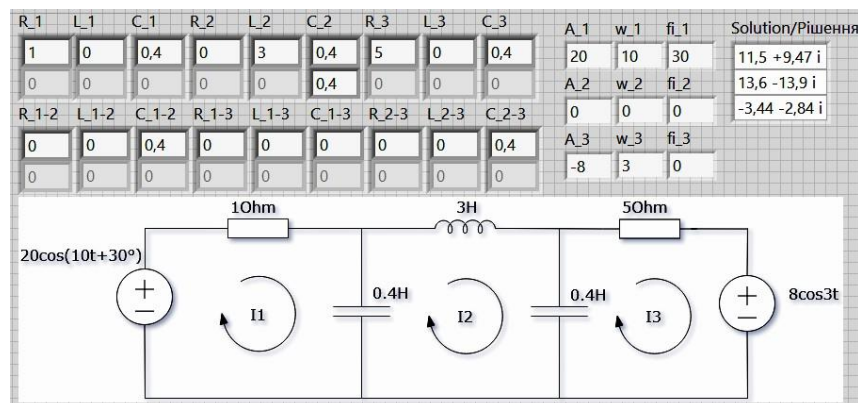 R_1 L_1 C_1 R_2 L_2 C_2 R_3 L_3 C_3
1 0 0,4 0 3 0,4 5 0 0,4
0 0 0 0 0 0,4 0 0 0
R_1-2 L_1-2 C_1-2 R_1-3 L_1-3 C_1-3 R_2-3 L_2-3 C_2-3
0 0 0,4 0 0 0 0 0 0,4
0 0 0 0 0 0 0 0 0
A_1 w_1 fi_1
20 10 30
A_2 w_2 fi_2
0 0 0
A_3 w_3 fi_3
-8 3 0
Solution/Рішення
11,5 +9,47 i
13,6 -13,9 i
-3,44 -2,84 i
1Ohm 3H 5Ohm
20cos(10t+30°)
0.4H 0.4H 8cos3t
I1 I2 I3